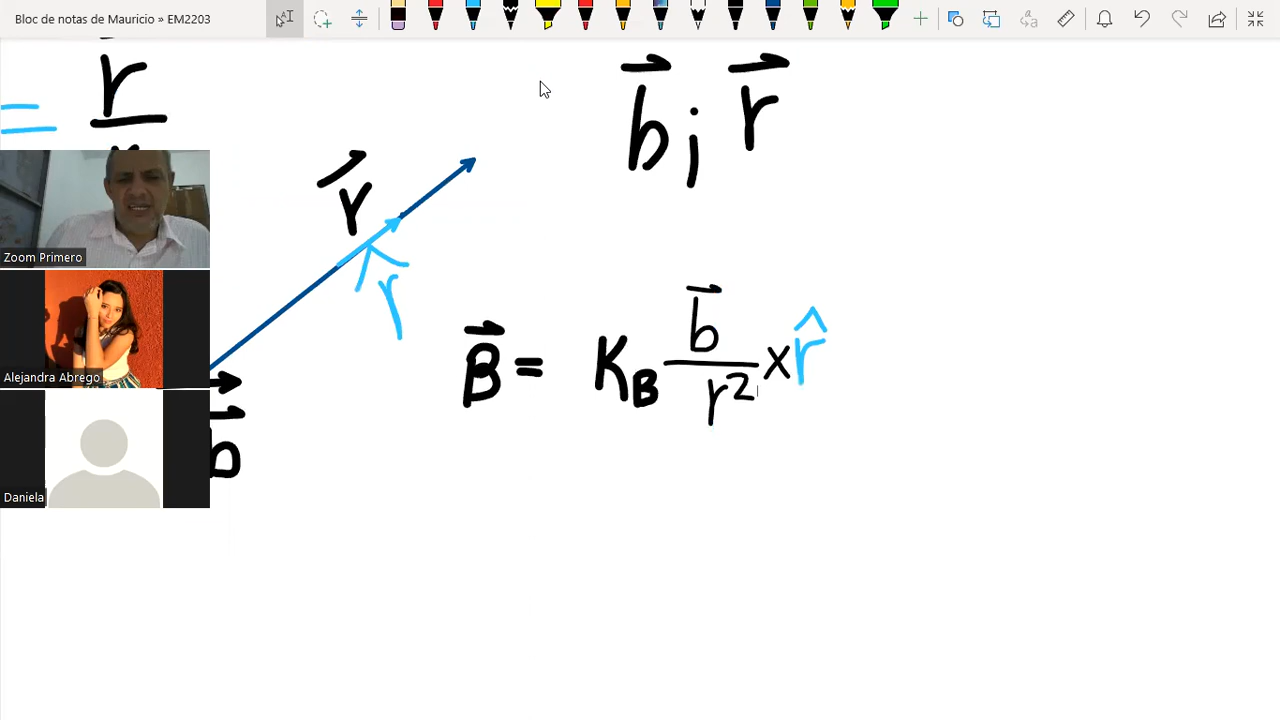 Bloc de notas de Mauricio » EM2203
r⃗
=
r⃗
b⃗ ; r⃗
r̂
Zoom Primero
B⃗ = K_B b⃗/r² × r̂
Alejandra Abrego
b⃗
Daniela